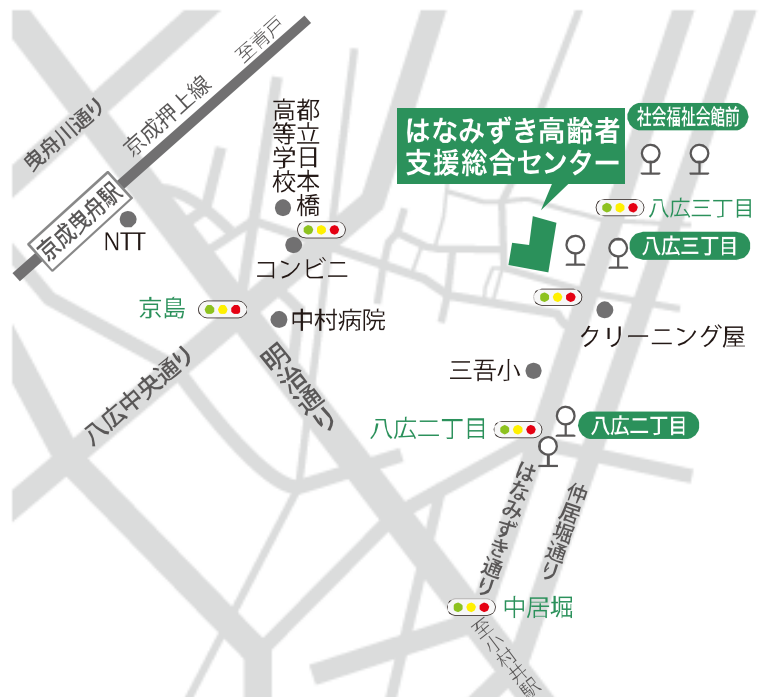 至青戸
京成押上線
曳舟川通り
京成曳舟駅
NTT
都立日本橋
高等学校
コンビニ
はなみずき高齢者
支援総合センター
社会福祉会館前
八広三丁目
八広三丁目
京島
中村病院
クリーニング屋
三吾小
八広中央通り
明治通り
八広二丁目
八広二丁目
はなみずき通り
仲居堀通り
中居堀
至小村井駅